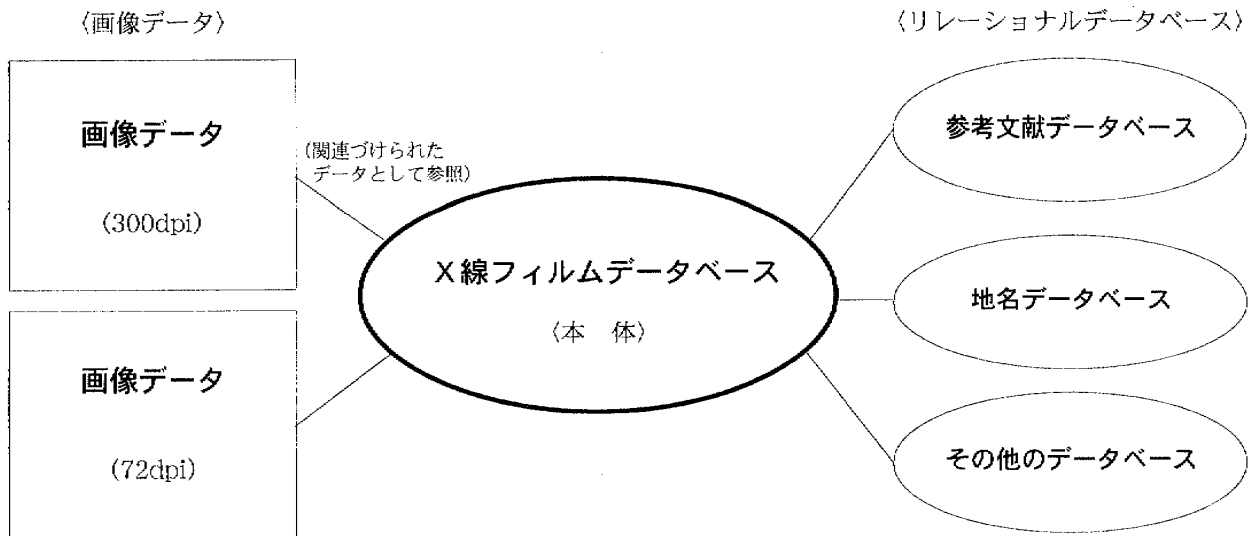 〈画像データ〉
〈リレーショナルデータベース〉
画像データ
(300dpi)
(関連づけられた
データとして参照)
画像データ
(72dpi)
X線フィルムデータベース
〈本　体〉
参考文献データベース
地名データベース
その他のデータベース